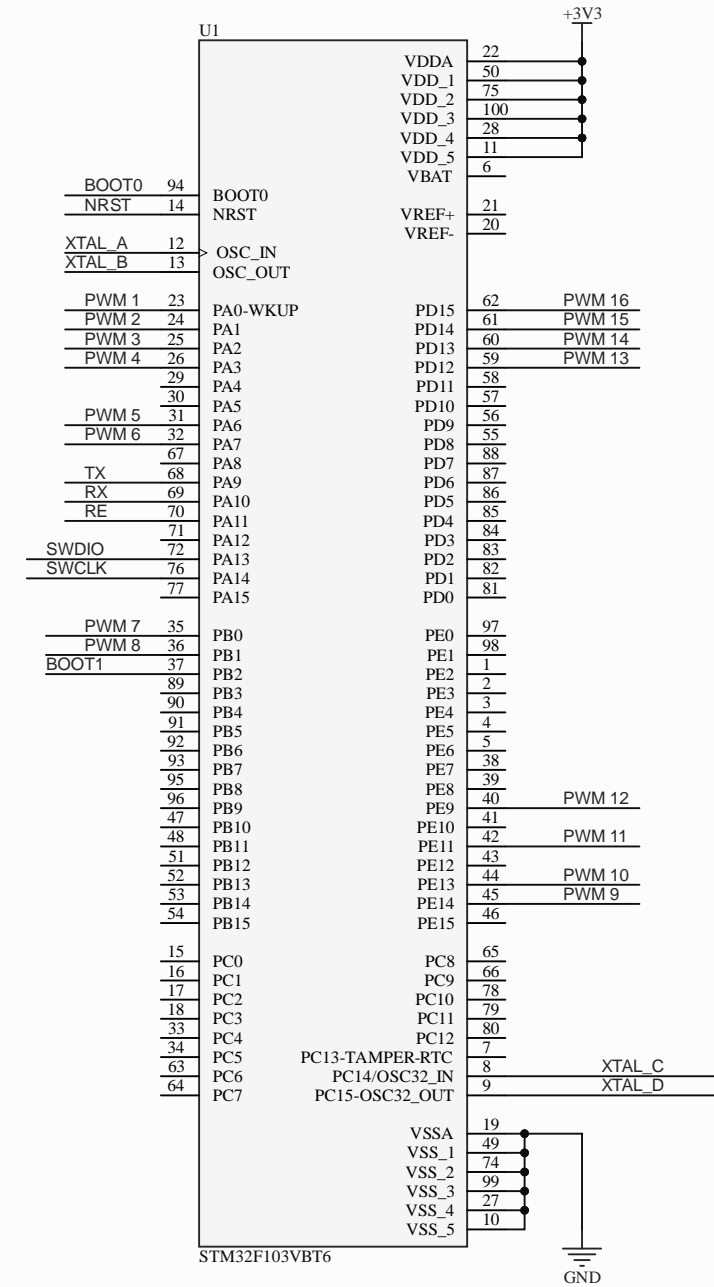 +3V3
U1
VDDA 22
VDD_1 50
VDD_2 75
VDD_3 100
VDD_4 28
VDD_5 11
VBAT 6
BOOT0 94 BOOT0
NRST 14 NRST
VREF+ 21
VREF- 20
XTAL_A 12 OSC_IN
XTAL_B 13 OSC_OUT
PWM 1 23 PA0-WKUP PD15 62 PWM 16
PWM 2 24 PA1 PD14 61 PWM 15
PWM 3 25 PA2 PD13 60 PWM 14
PWM 4 26 PA3 PD12 59 PWM 13
29 PA4 PD11 58
30 PA5 PD10 57
PWM 5 31 PA6 PD9 56
PWM 6 32 PA7 PD8 55
67 PA8 PD7 88
TX 68 PA9 PD6 87
RX 69 PA10 PD5 86
RE 70 PA11 PD4 85
71 PA12 PD3 84
SWDIO 72 PA13 PD2 83
SWCLK 76 PA14 PD1 82
77 PA15 PD0 81
PWM 7 35 PB0 PE0 97
PWM 8 36 PB1 PE1 98
BOOT1 37 PB2 PE2 1
89 PB3 PE3 2
90 PB4 PE4 3
91 PB5 PE5 4
92 PB6 PE6 5
93 PB7 PE7 38
95 PB8 PE8 39
96 PB9 PE9 40 PWM 12
47 PB10 PE10 41
48 PB11 PE11 42 PWM 11
51 PB12 PE12 43
52 PB13 PE13 44 PWM 10
53 PB14 PE14 45 PWM 9
54 PB15 PE15 46
15 PC0 PC8 65
16 PC1 PC9 66
17 PC2 PC10 78
18 PC3 PC11 79
33 PC4 PC12 80
34 PC5 PC13-TAMPER-RTC 7
63 PC6 PC14/OSC32_IN 8 XTAL_C
64 PC7 PC15-OSC32_OUT 9 XTAL_D
VSSA 19
VSS_1 49
VSS_2 74
VSS_3 99
VSS_4 27
VSS_5 10
STM32F103VBT6
GND